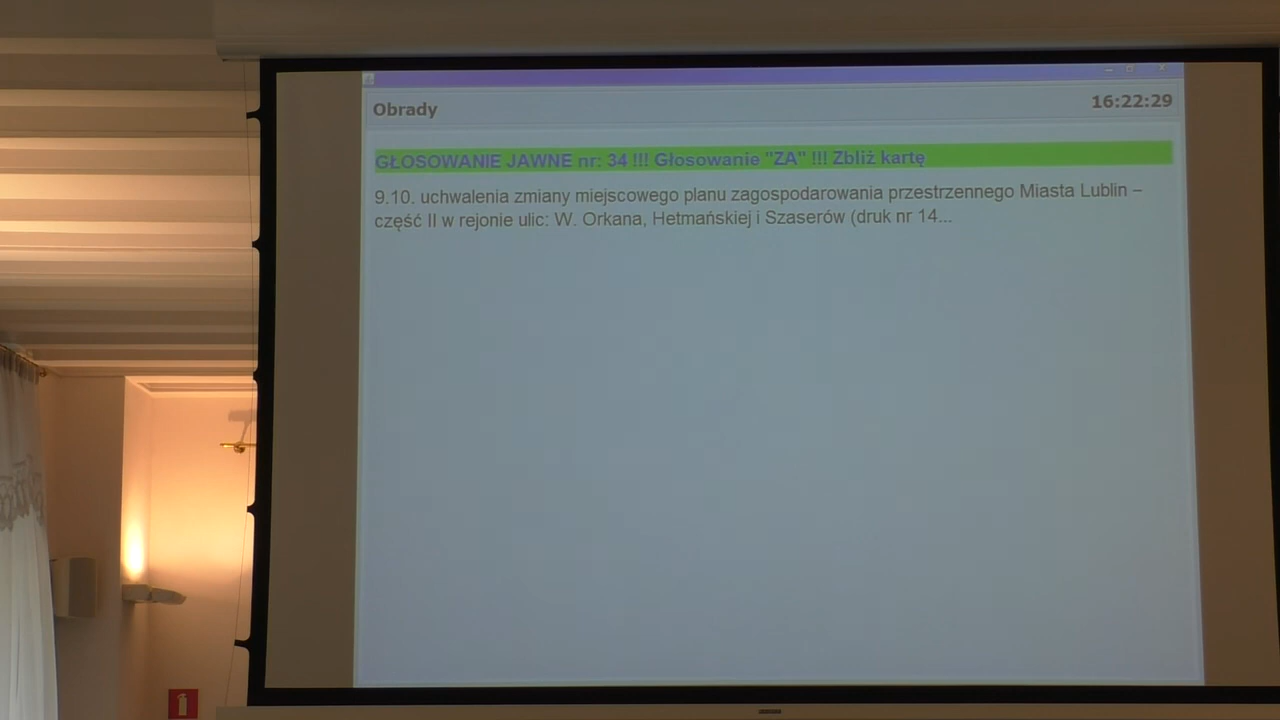 Obrady
16:22:29
GŁOSOWANIE JAWNE nr: 34 !!! Głosowanie "ZA" !!! Zbliż kartę
9.10. uchwalenia zmiany miejscowego planu zagospodarowania przestrzennego Miasta Lublin –
część II w rejonie ulic: W. Orkana, Hetmańskiej i Szaserów (druk nr 14...